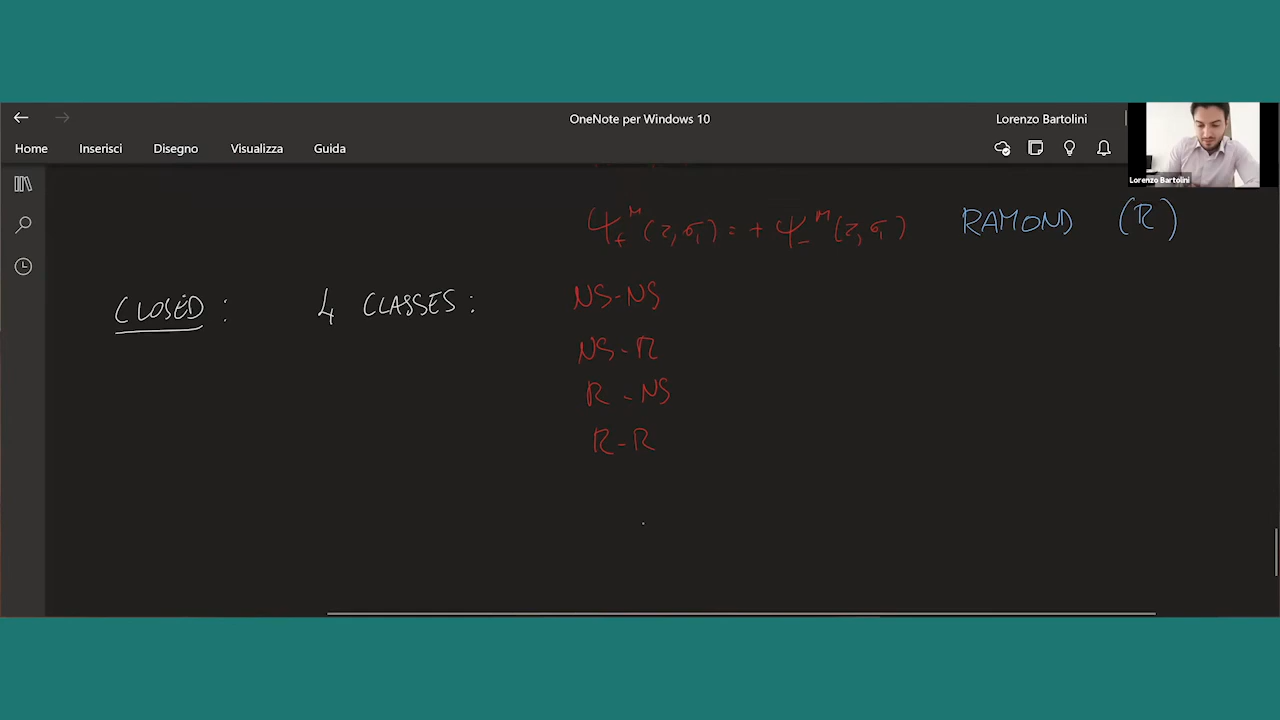 OneNote per Windows 10
Lorenzo Bartolini
Home Inserisci Disegno Visualizza Guida
Lorenzo Bartolini
ψ₊^μ(τ,σ₁) = + ψ₋^μ(τ,σ₁) RAMOND (R)
CLOSED: 4 CLASSES: NS-NS
NS-R
R-NS
R-R